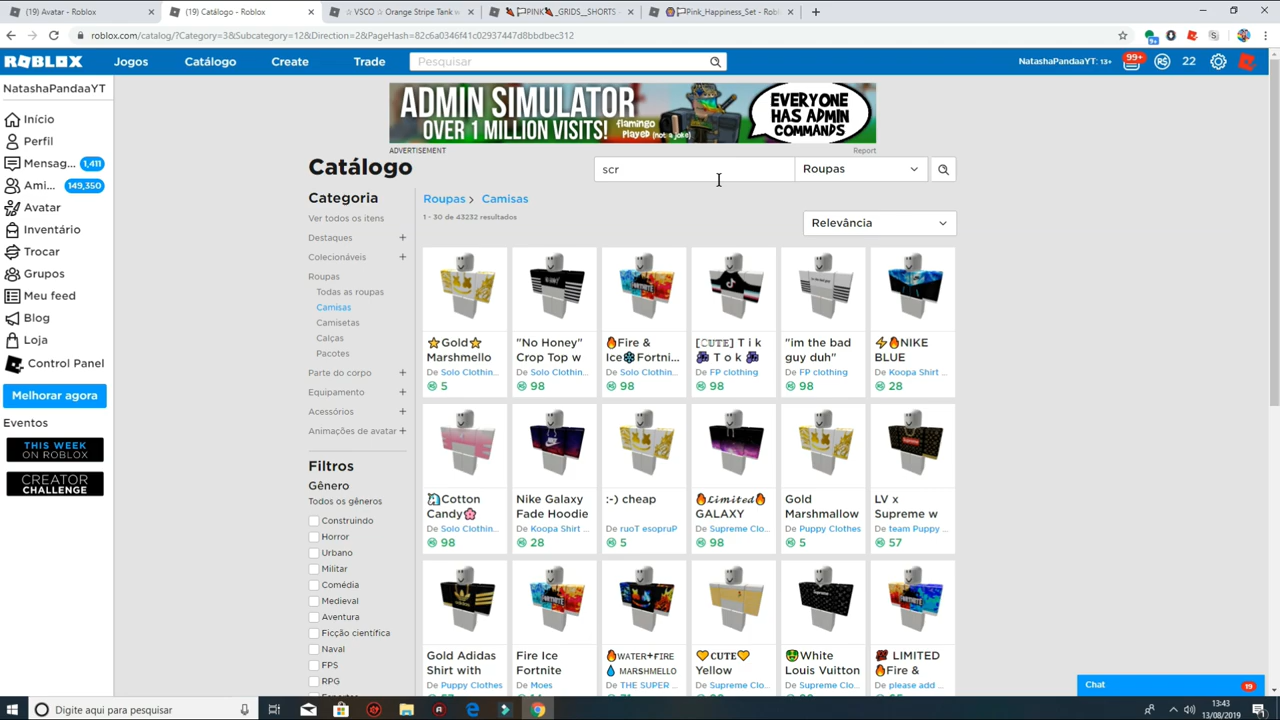 (19) Avatar - Roblox
(19) Catálogo - Roblox
☆ VSCO ☆ Orange Stripe Tank w
PINK _GRIDS_ SHORTS -
Pink_Happiness_Set - Rob
roblox.com/catalog/?Category=3&Subcategory=12&Direction=2&PageHash=82c6a0346f41c02937447d8bbdbec312
ROBLOX
Jogos
Catálogo
Create
Trade
Pesquisar
NatashaPandaaYT: 13+
99+
22
NatashaPandaaYT
Início
Perfil
Mensag... 1,411
Ami... 149,350
Avatar
Inventário
Trocar
Grupos
Meu feed
Blog
Loja
Control Panel
Melhorar agora
Eventos
THIS WEEK
ON ROBLOX
CREATOR
CHALLENGE
ADMIN SIMULATOR
OVER 1 MILLION VISITS!
flamingo
PLAYED (not a joke)
EVERYONE
HAS ADMIN
COMMANDS
ADVERTISEMENT
Report
Catálogo
scr
Roupas
Categoria
Ver todos os itens
Destaques +
Colecionáveis +
Roupas
Todas as roupas
Camisas
Camisetas
Calças
Pacotes
Parte do corpo +
Equipamento +
Acessórios +
Animações de avatar +
Filtros
Gênero
Todos os gêneros
Construindo
Horror
Urbano
Militar
Comédia
Medieval
Aventura
Ficção científica
Naval
FPS
RPG
Roupas > Camisas
1 - 30 de 43232 resultados
Relevância
⭐Gold⭐
Marshmello
De Solo Clothin...
5
"No Honey"
Crop Top w
De Solo Clothin...
98
🔥Fire &
Ice❄Fortni...
De Solo Clothin...
98
[CUTE] T i k
🍇 T o k 🍇
De FP clothing
98
"im the bad
guy duh"
De FP clothing
98
⚡🔥NIKE
BLUE
De Koopa Shirt ...
28
Cotton
Candy🌸
De Solo Clothin...
98
Nike Galaxy
Fade Hoodie
De Koopa Shirt ...
28
:-) cheap
De ruoT esopruP
5
🔥𝓛𝓲𝓶𝓲𝓽𝓮𝓭🔥
GALAXY
De Supreme Clo...
98
Gold
Marshmallow
De Puppy Clothes
5
LV x
Supreme w
De team Puppy ...
57
Gold Adidas
Shirt with
De Puppy Clothes
Fire Ice
Fortnite
De Moes
🔥WATER+FIRE
💧 MARSHMELLO
De THE SUPER ...
💛CUTE💛
Yellow
De Supreme Clo...
White
Louis Vuitton
De Supreme Clo...
LIMITED
🔥Fire &
De please add ...
Chat
19
Digite aqui para pesquisar
13:43
13/08/2019